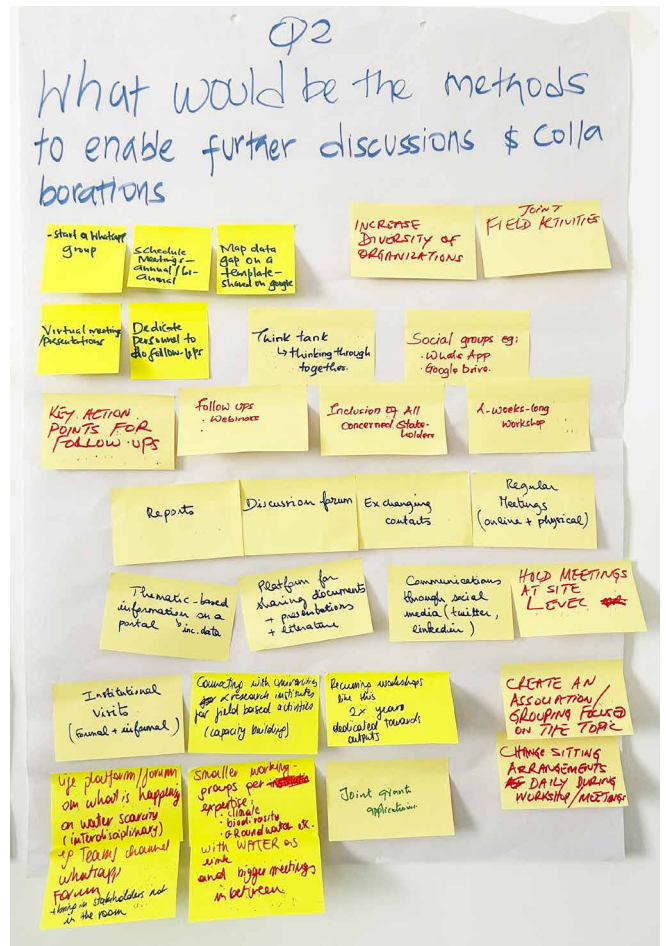 Q2
What would be the methods
to enable further discussions & Colla
borations
-Start a Whatsapp
group
Schedule
Meetings-
annual/bi-
annual
Map data
gap on a
template-
shared on google
INCREASE
DIVERSITY OF
ORGANIZATIONS
JOINT
FIELD ACTIVITIES
Virtual meetings
/Presentations
Dedicate
personnel to
do follow-ups
Think tank
↳ thinking through
together.
Social groups eg:
· Whats App
· Google Drive.
KEY ACTION
POINTS FOR
FOLLOW-UPS
Follow ups
· Webinars
Inclusion of All
Concerned Stake-
holders
-weeks-long
Workshop
Reports
Discussion forum
Exchanging
contacts
Regular
Meetings
(online + physical)
Thematic-based
information on a
portal
inc. data
Platform for
sharing documents
+ presentations
+ literature
Communications
through social
media (twitter,
linkedin)
HOLD MEETINGS
AT SITE
LEVEL
Institutional
visits
(formal + informal)
Connecting with universities
& research institutes
for field based activities
(capacity building)
Recurring workshops
like this
2x years
dedicated towards
outputs
CREATE AN
ASSOCIATION/
GROUPING FOCUSED
ON THE TOPIC
CHANGE SITTING
ARRANGEMENTS
DAILY DURING
WORKSHOP/MEETINGS
platform/forum
on what is happening
on water scarcity
(interdisciplinary)
eg Teams channel
whatsapp
Forum
+ bring in stakeholders not
in the room
Smaller working-
groups per
expertise:
· climate
· biodiversity
· Groundwater etc.
with WATER as
link
and bigger meetings
in between
Joint grants
applications